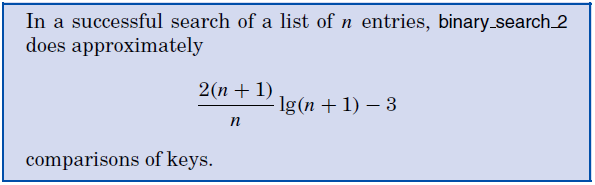 In a successful search of a list of n entries, binary_search_2
does approximately
2(n + 1)
n
lg(n + 1) − 3
comparisons of keys.